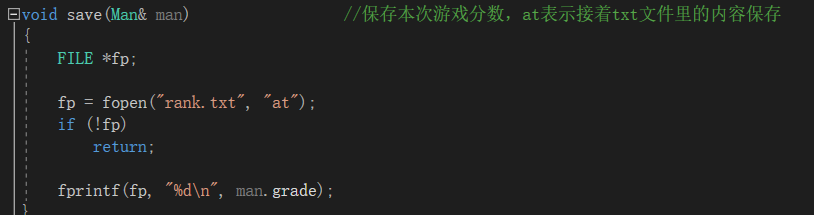 void save(Man& man) //保存本次游戏分数，at表示接着txt文件里的内容保存
{
FILE *fp;
fp = fopen("rank.txt", "at");
if (!fp)
return;
fprintf(fp, "%d\n", man.grade);
}